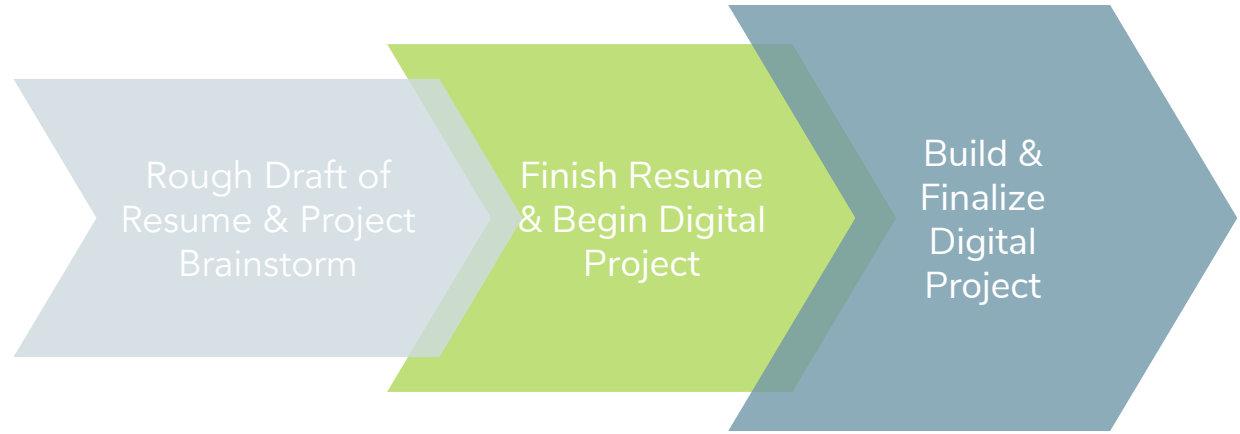 Rough Draft of
Resume & Project
Brainstorm
Finish Resume
& Begin Digital
Project
Build &
Finalize
Digital
Project